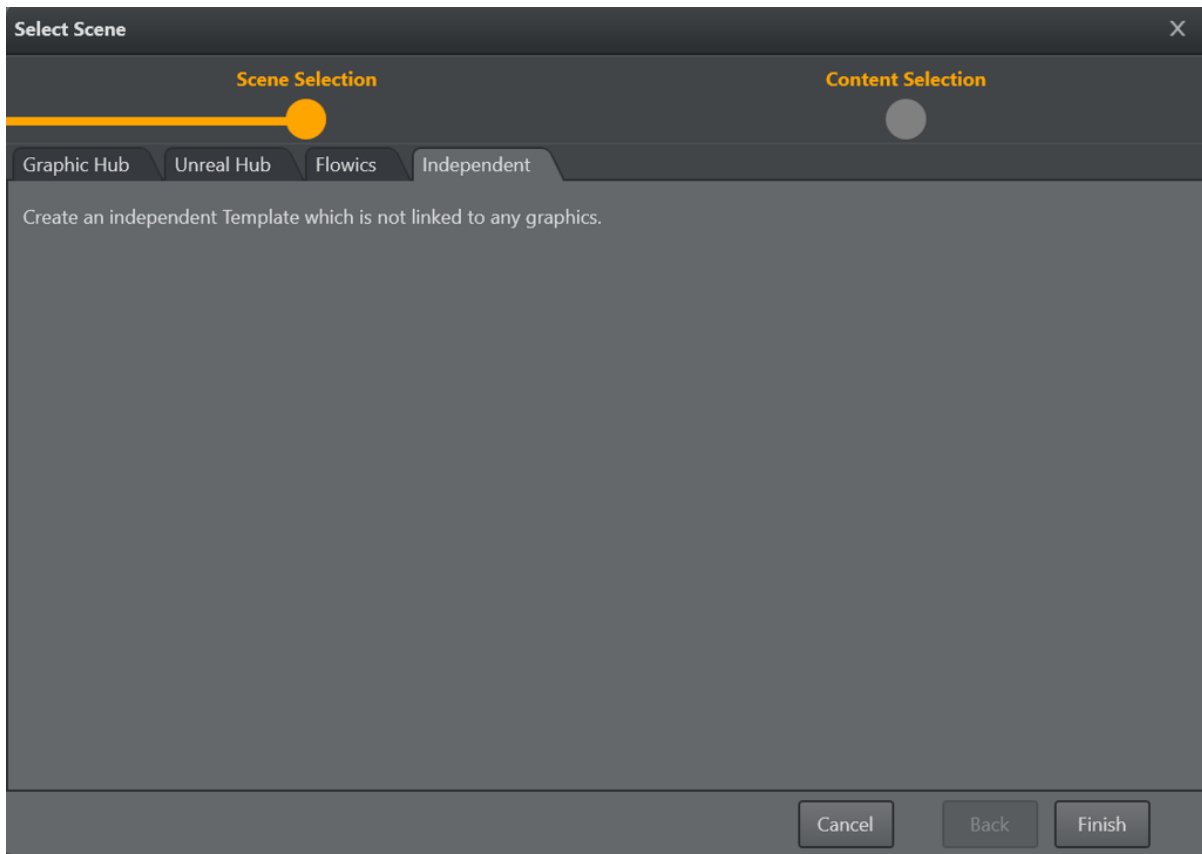 Select Scene X
Scene Selection Content Selection
Graphic Hub Unreal Hub Flowics Independent
Create an independent Template which is not linked to any graphics.
Cancel Back Finish